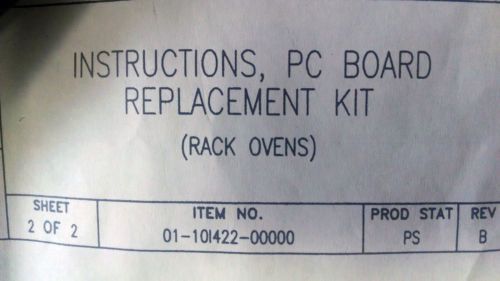 INSTRUCTIONS, PC BOARD
REPLACEMENT KIT
(RACK OVENS)
SHEET
2 OF 2
ITEM NO.
01-101422-00000
PROD STAT
PS
REV
B